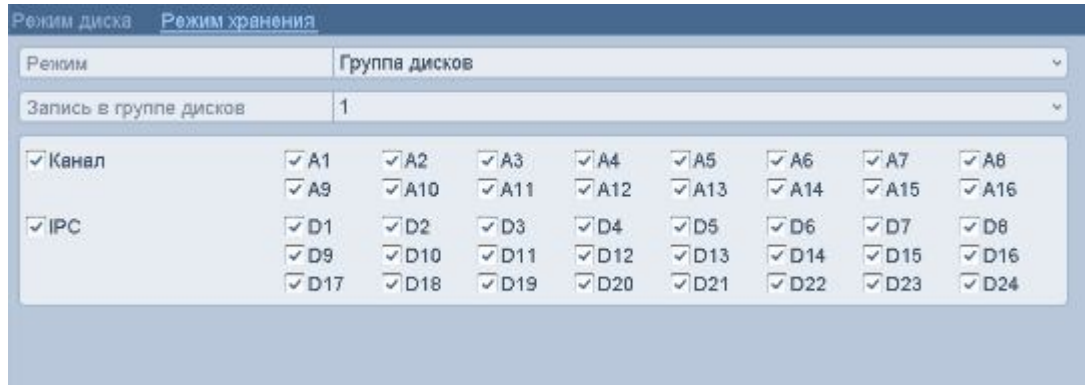 Режим диска Режим хранения
Режим Группа дисков
Запись в группе дисков 1
Канал A1 A2 A3 A4 A5 A6 A7 A8
A9 A10 A11 A12 A13 A14 A15 A16
IPC D1 D2 D3 D4 D5 D6 D7 D8
D9 D10 D11 D12 D13 D14 D15 D16
D17 D18 D19 D20 D21 D22 D23 D24